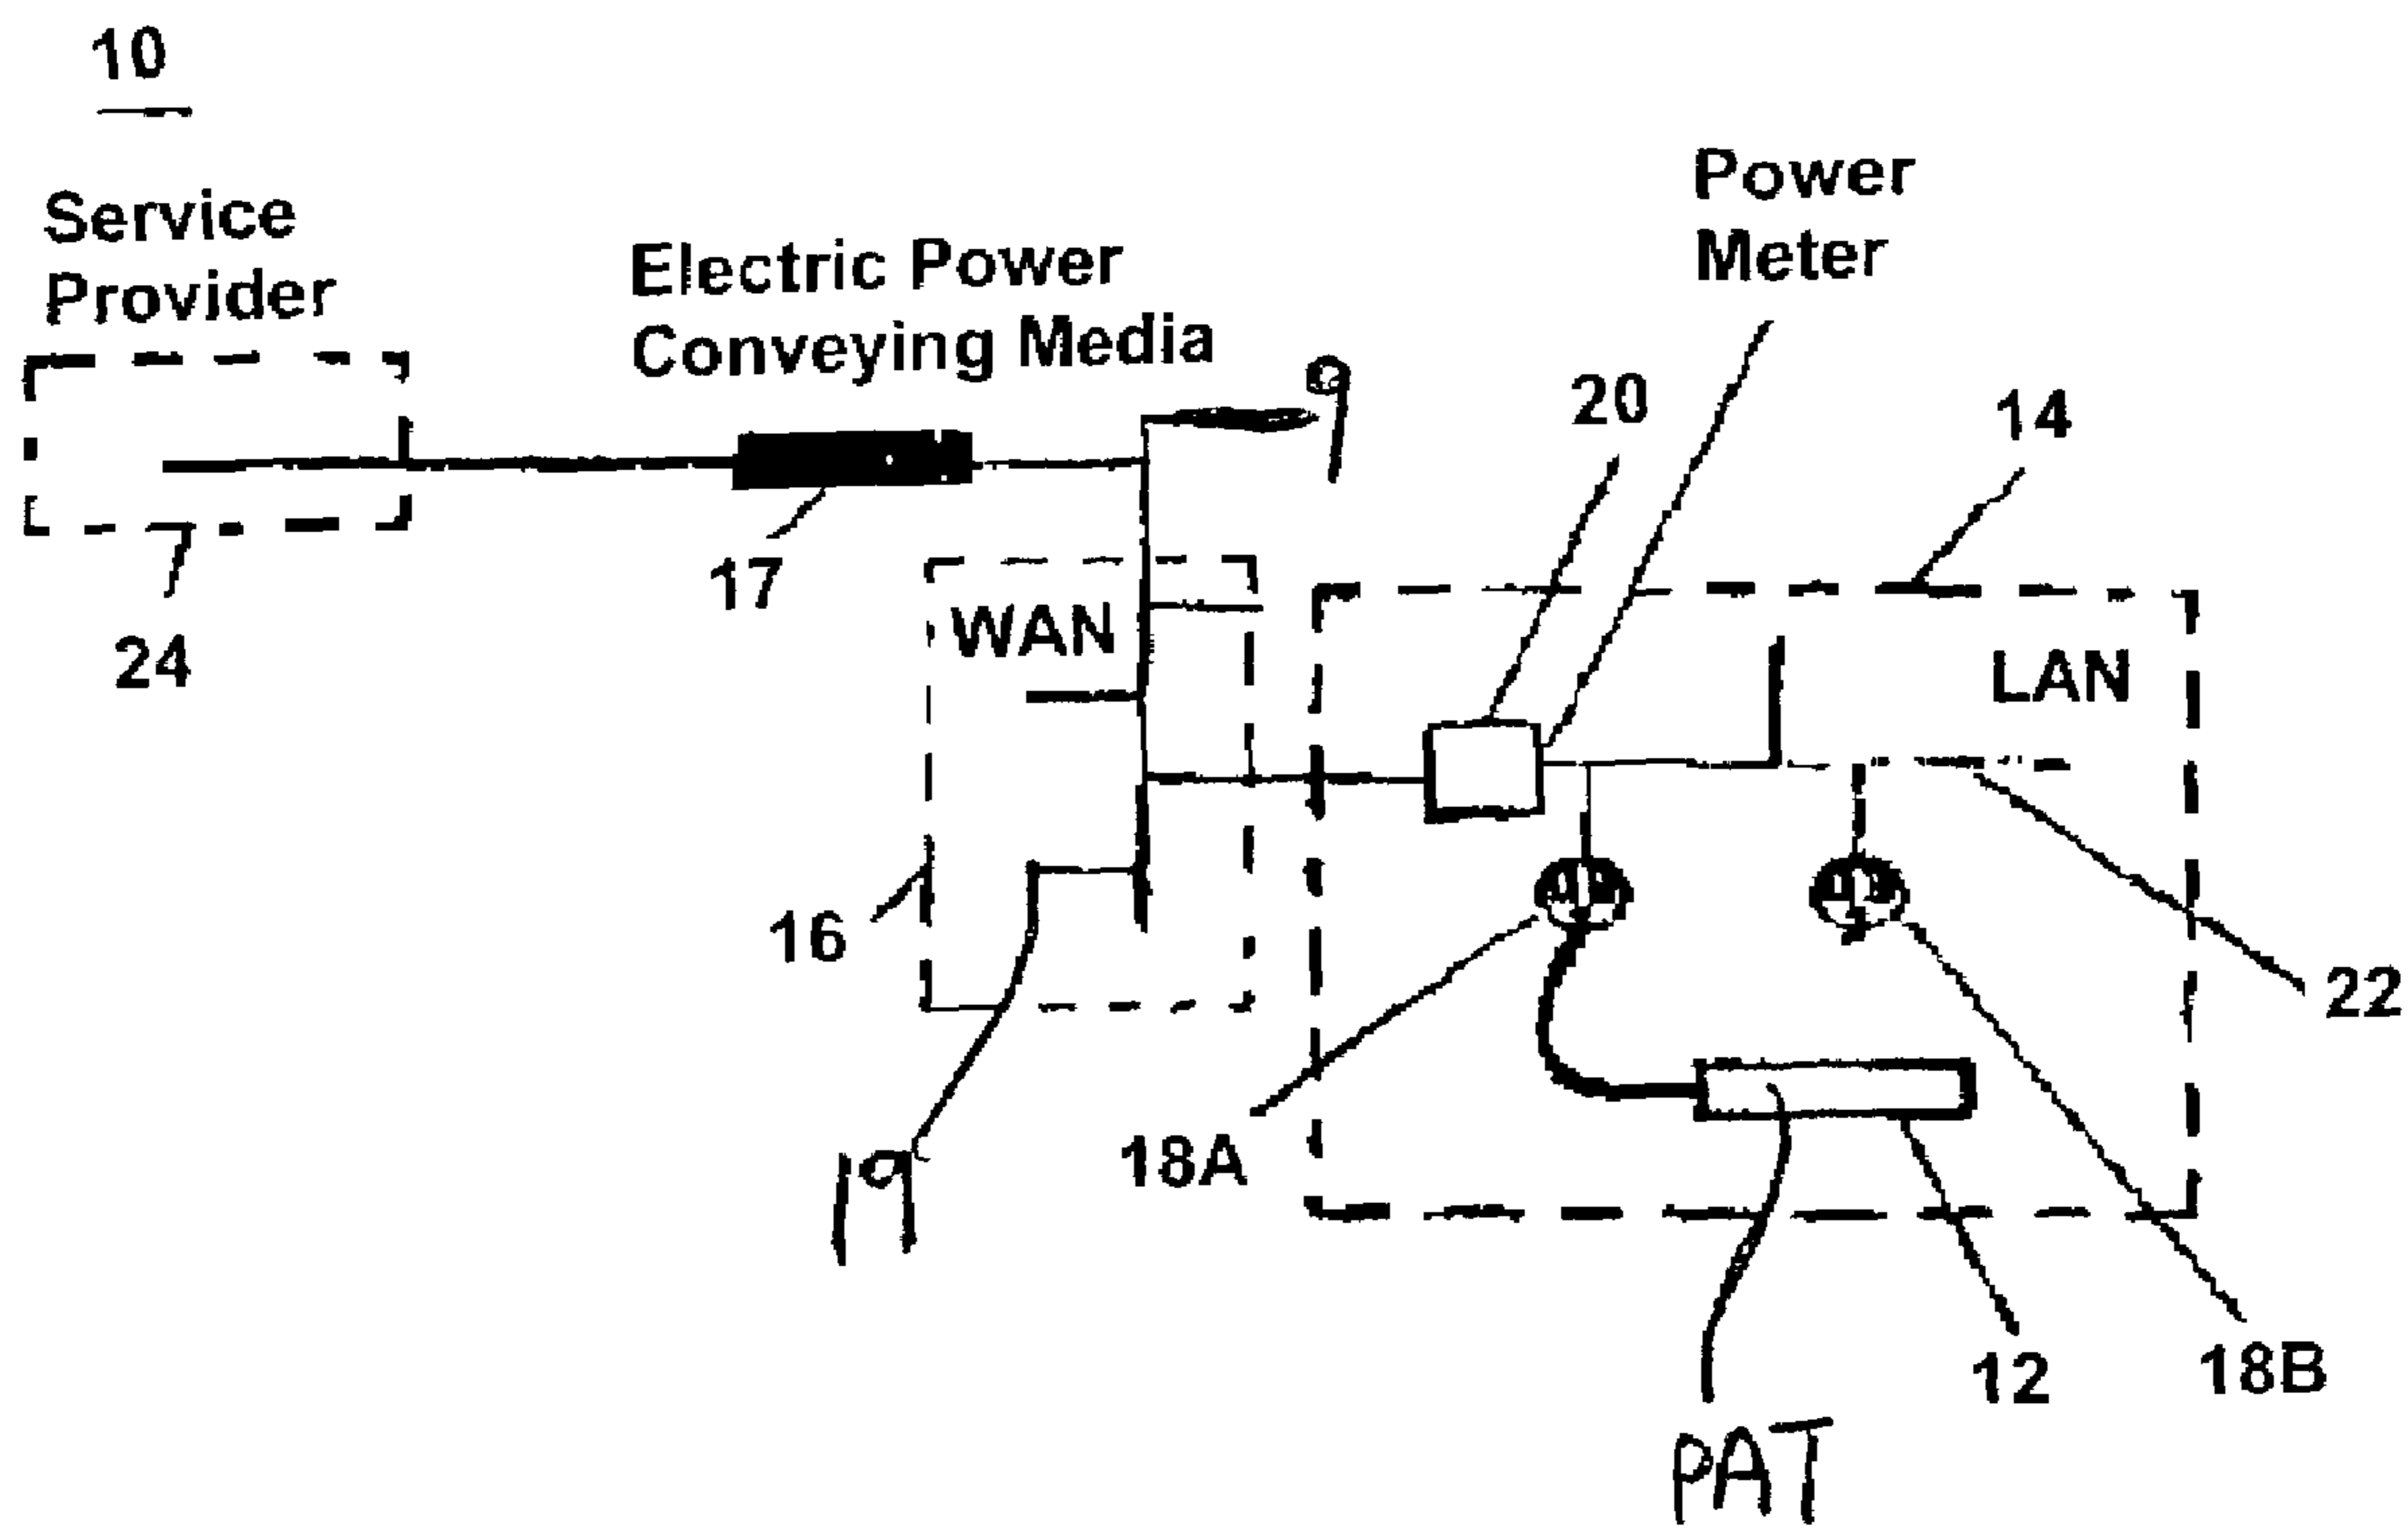 10
Service
Provider
Electric Power
Conveying Media
Power
Meter
9
20
14
17
24
WAN
LAN
16
22
18A
19
12
18B
PAT